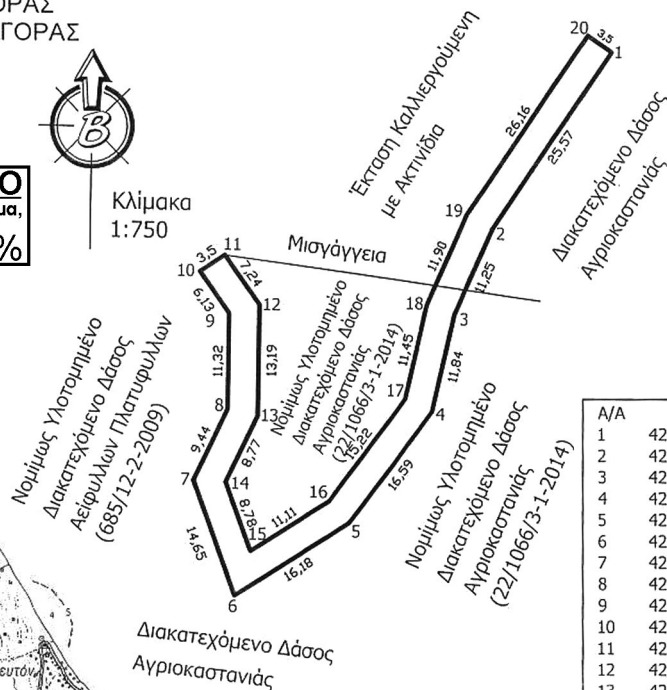 ΟΡΑΣ
ΓΟΡΑΣ
Β
Ο
μα,
%
Κλίμακα
1:750
Έκταση Καλλιεργούμενη
με Ακτινίδια
Διακατεχόμενο Δάσος
Αγριοκαστανιάς
Μισγάγγεια
20
3,5
1
26,16
25,57
19
2
11,90
11,25
18
3
11,45
11,84
17
4
15,22
16,59
16
5
11,11
16,18
15
6
8,78
14,65
14
7
8,77
9,44
13
8
13,19
11,32
12
9
7,24
6,13
11
10
3,5
Νομίμως Υλοτομημένο
Διακατεχόμενο Δάσος
Αγριοκαστανιάς
(22/1066/3-1-2014)
Νομίμως Υλοτομημένο
Διακατεχόμενο Δάσος
Αείφυλλων Πλατυφυλλων
(685/12-2-2009)
Νομίμως Υλοτομημένο
Διακατεχόμενο Δάσος
Αγριοκαστανιάς
(22/1066/3-1-2014)
Διακατεχόμενο Δάσος
Αγριοκαστανιάς
ευτόν
Α/Α
1 42
2 42
3 42
4 42
5 42
6 42
7 42
8 42
9 42
10 42
11 42
12 42
13 42